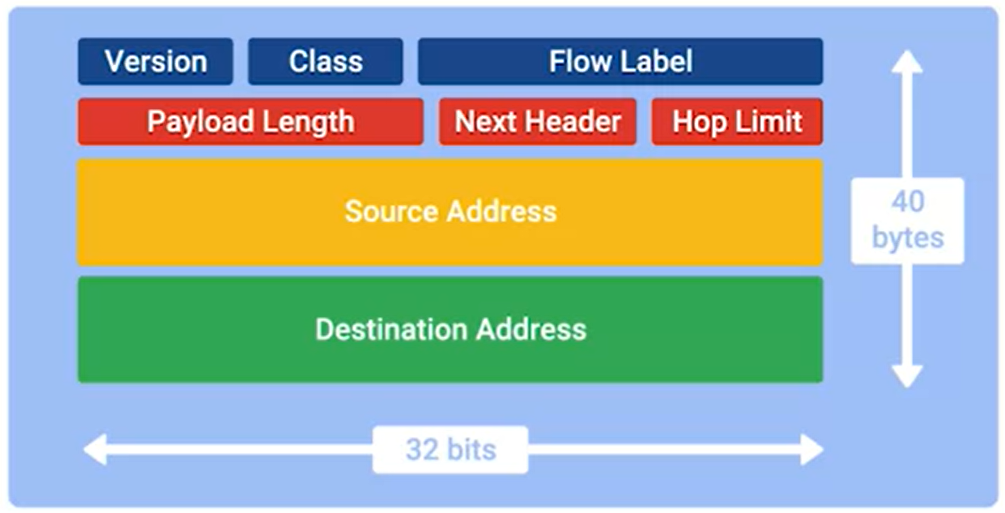 Version Class Flow Label
Payload Length Next Header Hop Limit
Source Address
40
bytes
Destination Address
32 bits